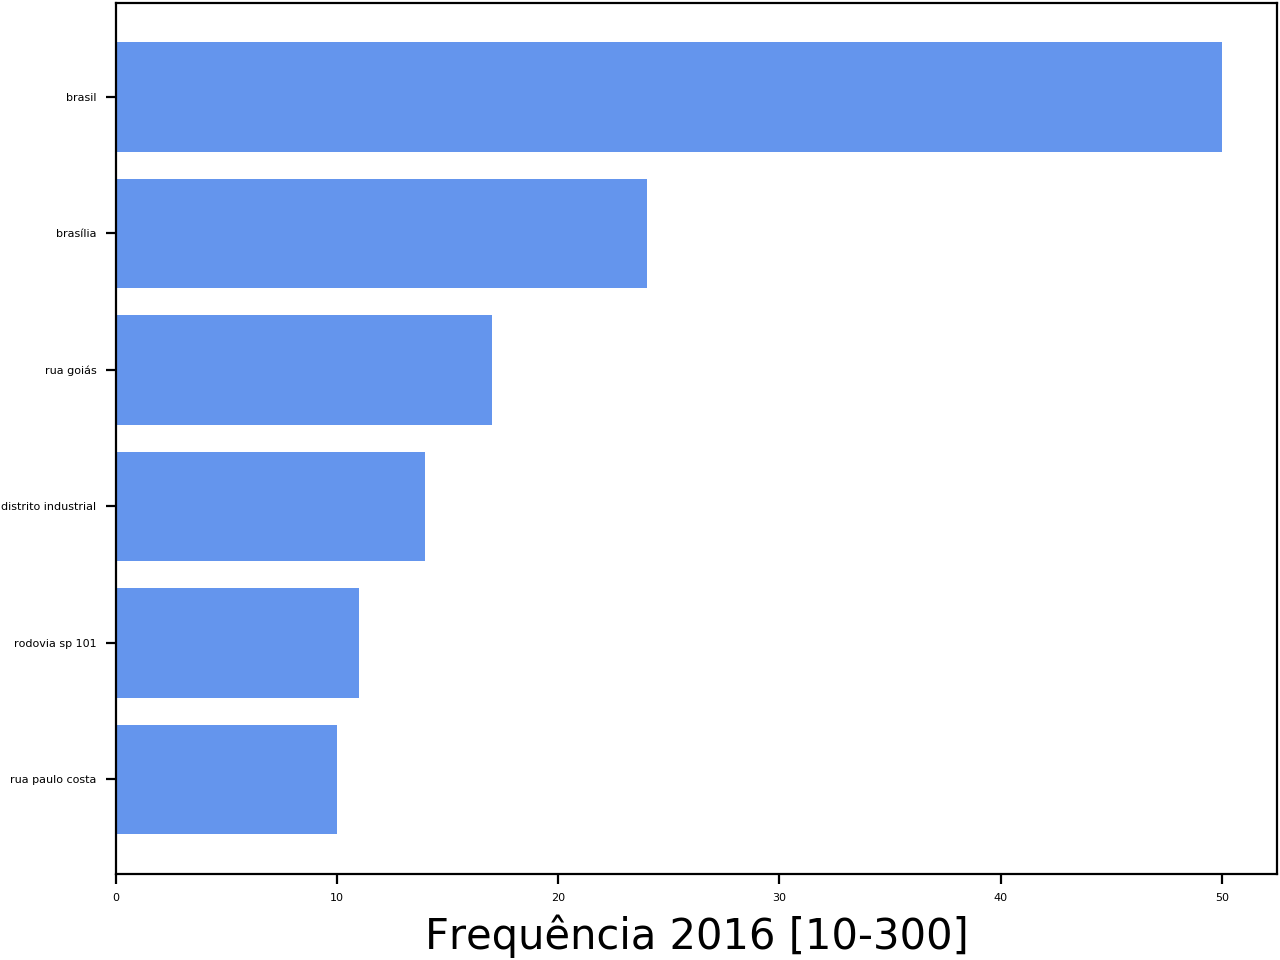 brasil
brasília
rua goiás
distrito industrial
rodovia sp 101
rua paulo costa
0 10 20 30 40 50
Frequência 2016 [10-300]